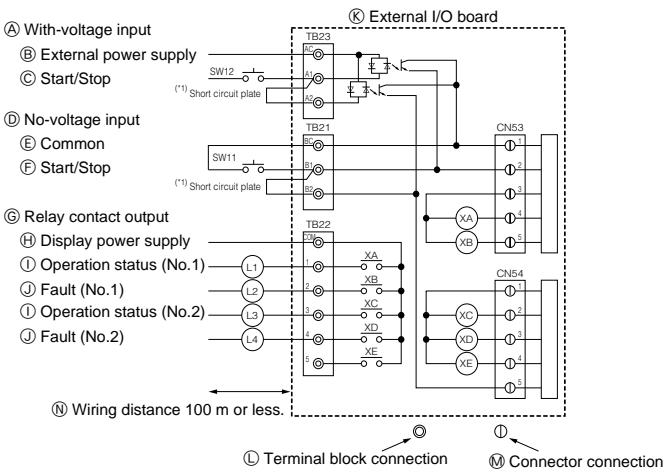 Ⓚ External I/O board
Ⓐ With-voltage input
TB23
Ⓑ External power supply
AC
Ⓒ Start/Stop
SW12
A1
(*1) Short circuit plate
A2
Ⓓ No-voltage input
TB21
CN53
Ⓔ Common
BC
1
Ⓕ Start/Stop
SW11
B1
2
(*1) Short circuit plate
B2
3
Ⓖ Relay contact output
XA
4
TB22
Ⓗ Display power supply
COM
XB
5
Ⓘ Operation status (No.1)
L1
1
XA
CN54
Ⓙ Fault (No.1)
L2
2
XB
1
Ⓘ Operation status (No.2)
L3
3
XC
XC
2
Ⓙ Fault (No.2)
L4
4
XD
XD
3
5
XE
XE
4
5
Ⓝ Wiring distance 100 m or less.
Ⓛ Terminal block connection
Ⓜ Connector connection